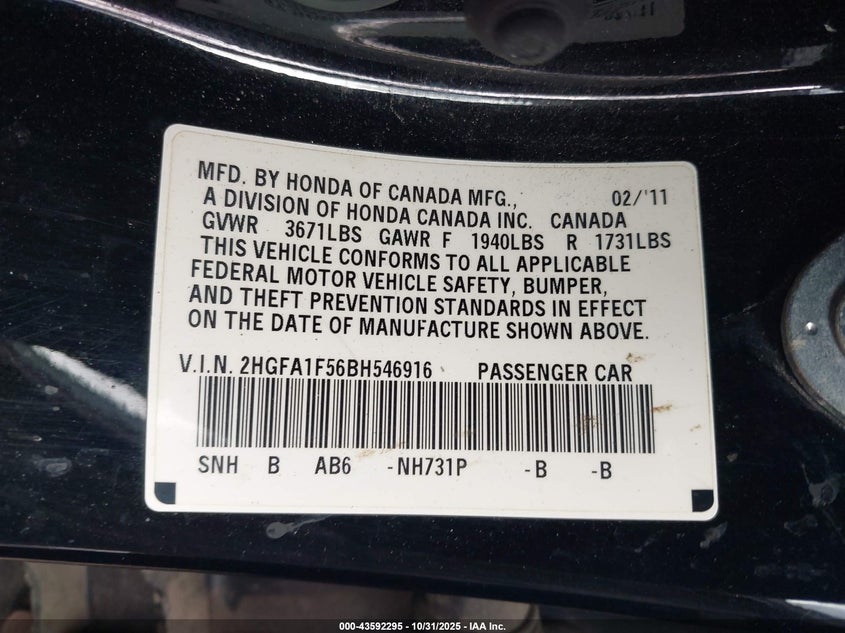 MFD. BY HONDA OF CANADA MFG., 02/'11
A DIVISION OF HONDA CANADA INC. CANADA
GVWR 3671LBS GAWR F 1940LBS R 1731LBS
THIS VEHICLE CONFORMS TO ALL APPLICABLE
FEDERAL MOTOR VEHICLE SAFETY, BUMPER,
AND THEFT PREVENTION STANDARDS IN EFFECT
ON THE DATE OF MANUFACTURE SHOWN ABOVE.
V.I.N. 2HGFA1F56BH546916 PASSENGER CAR
SNH B AB6 -NH731P -B -B
000-43592295 - 10/31/2025 - IAA Inc.